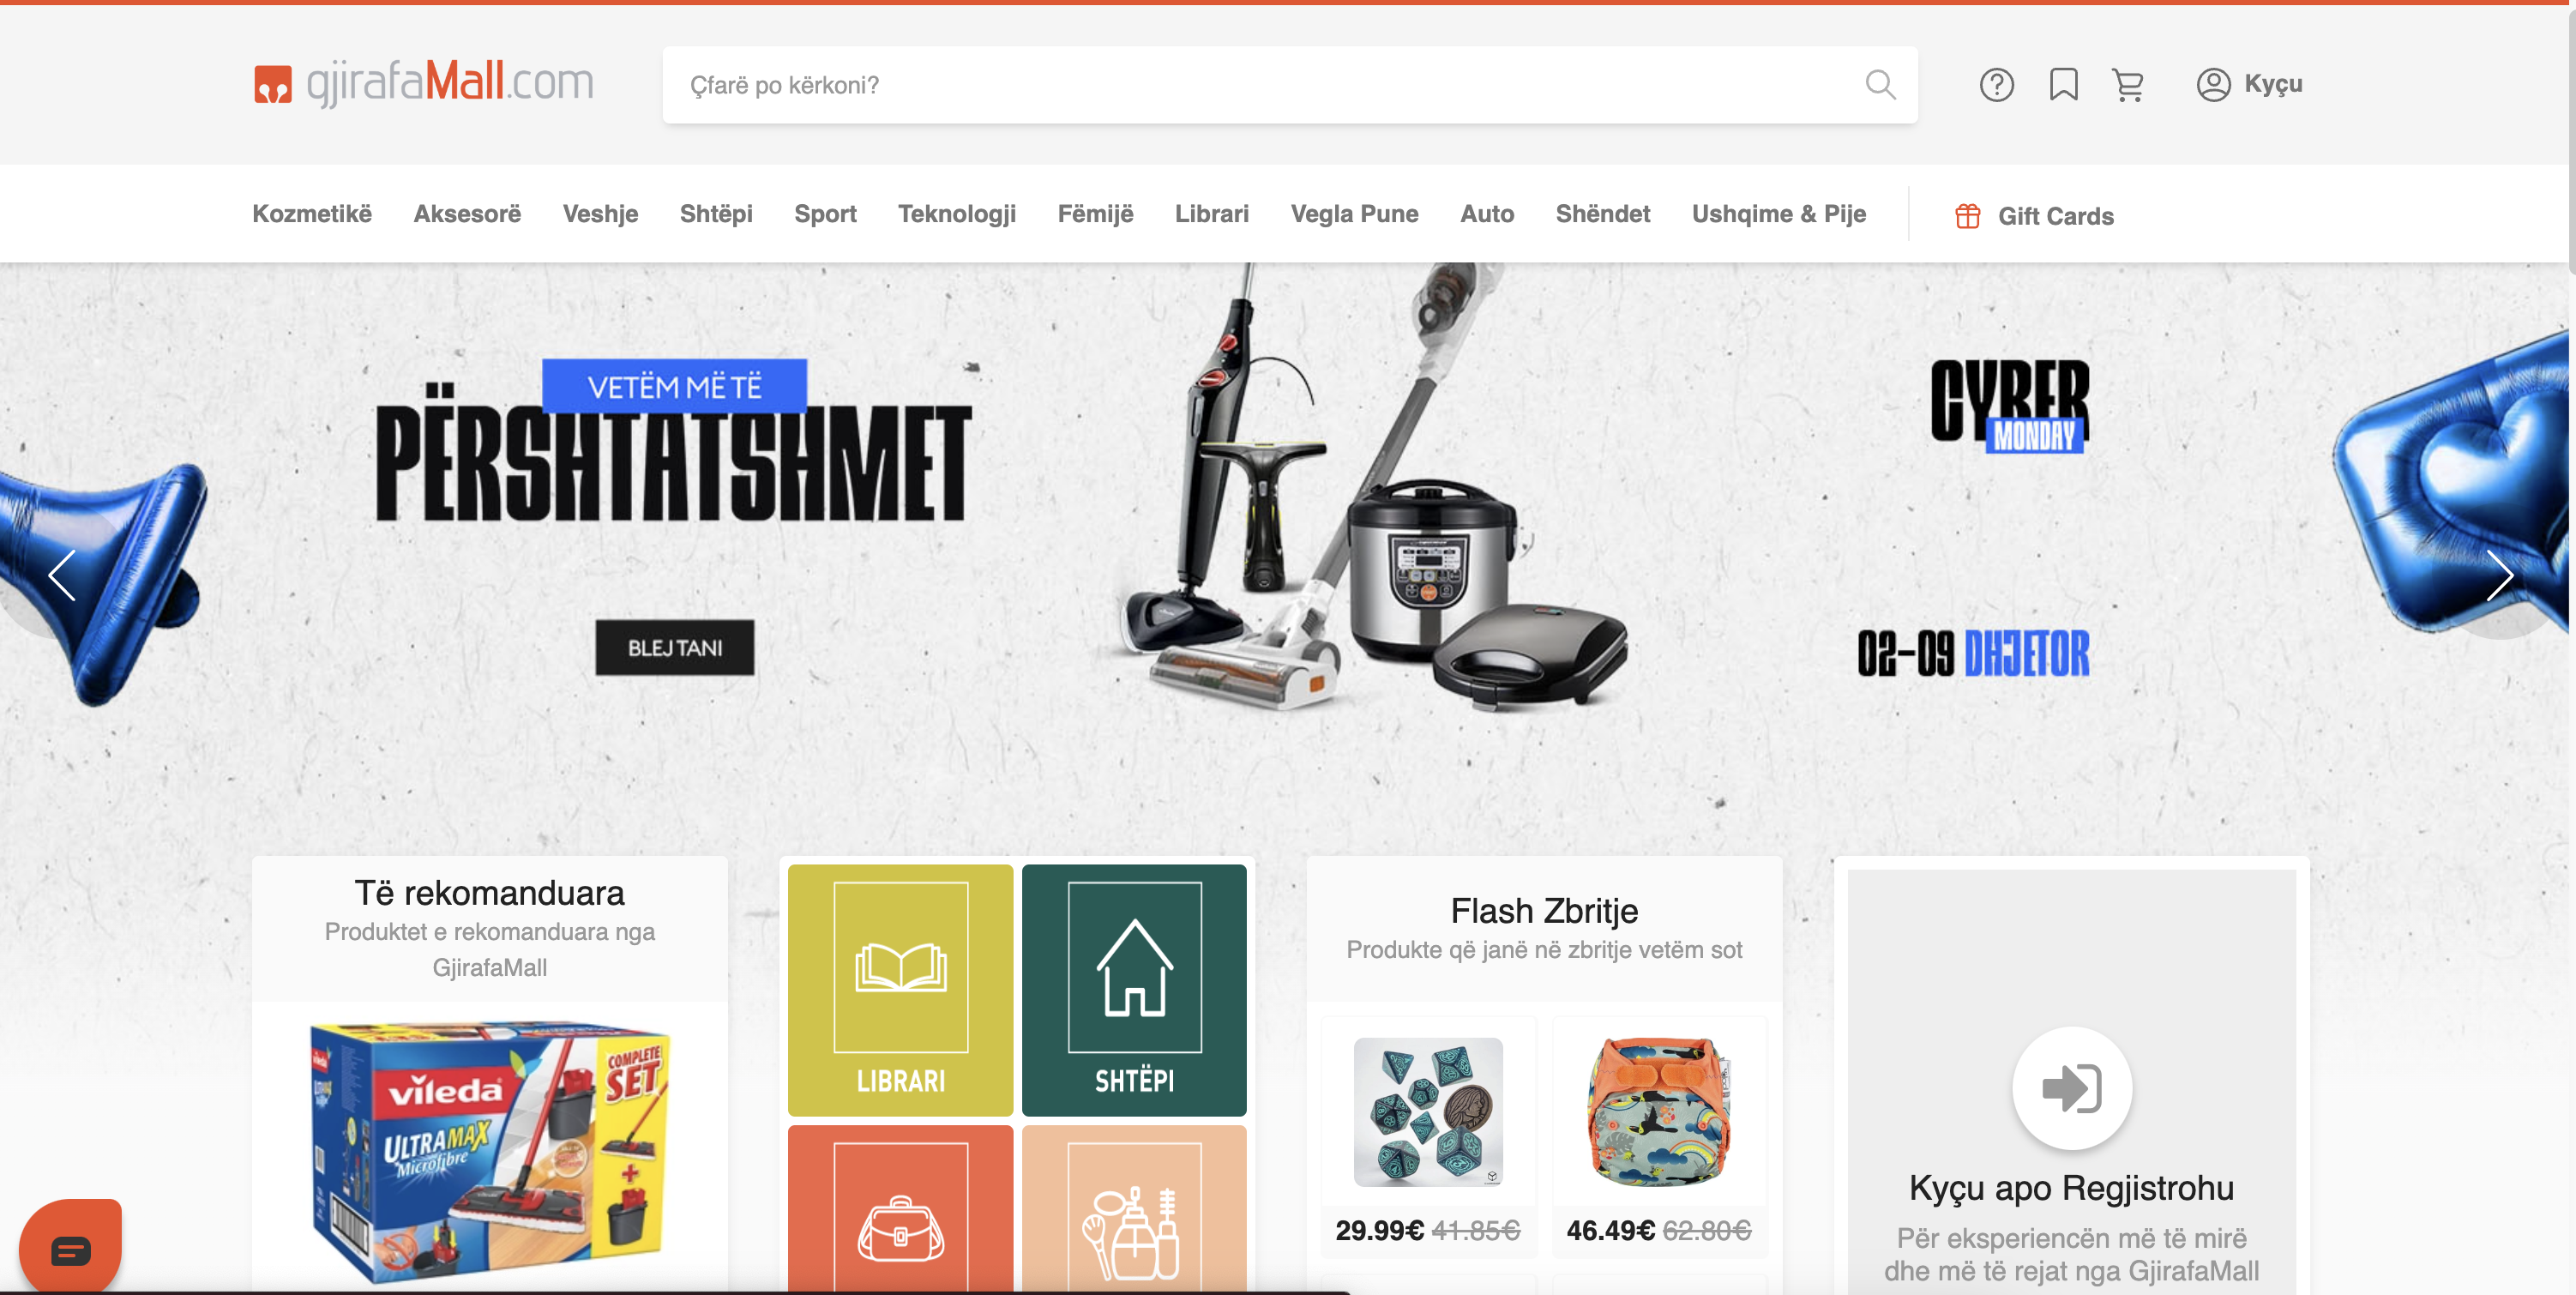 gjirafaMall.com
Çfarë po kërkoni?
Kyçu
Kozmetikë Aksesorë Veshje Shtëpi Sport Teknologji Fëmijë Librari Vegla Pune Auto Shëndet Ushqime & Pije Gift Cards
VETËM MË TË
PËRSHTATSHMET
BLEJ TANI
CYBER
MONDAY
02-09 DHJETOR
Të rekomanduara
Produktet e rekomanduara nga
GjirafaMall
vileda
ULTRAMAX
Microfibre
COMPLETE
SET
LIBRARI
SHTËPI
Flash Zbritje
Produkte që janë në zbritje vetëm sot
29.99€ 41.85€
46.49€ 62.80€
Kyçu apo Regjistrohu
Për eksperiencën më të mirë
dhe më të rejat nga GjirafaMall